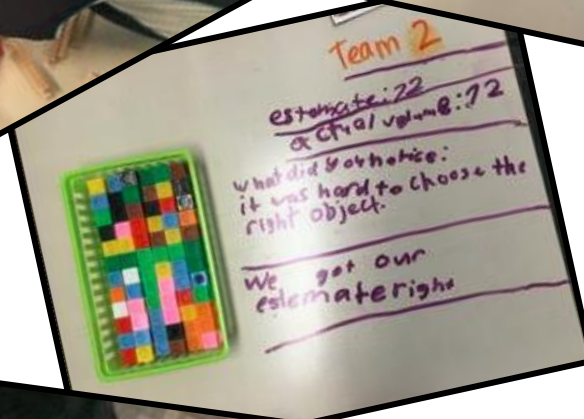 Team 2
estemate:72
actual volume:72
what did you notice:
it was hard to choose the
right object.
We got our
estemate right